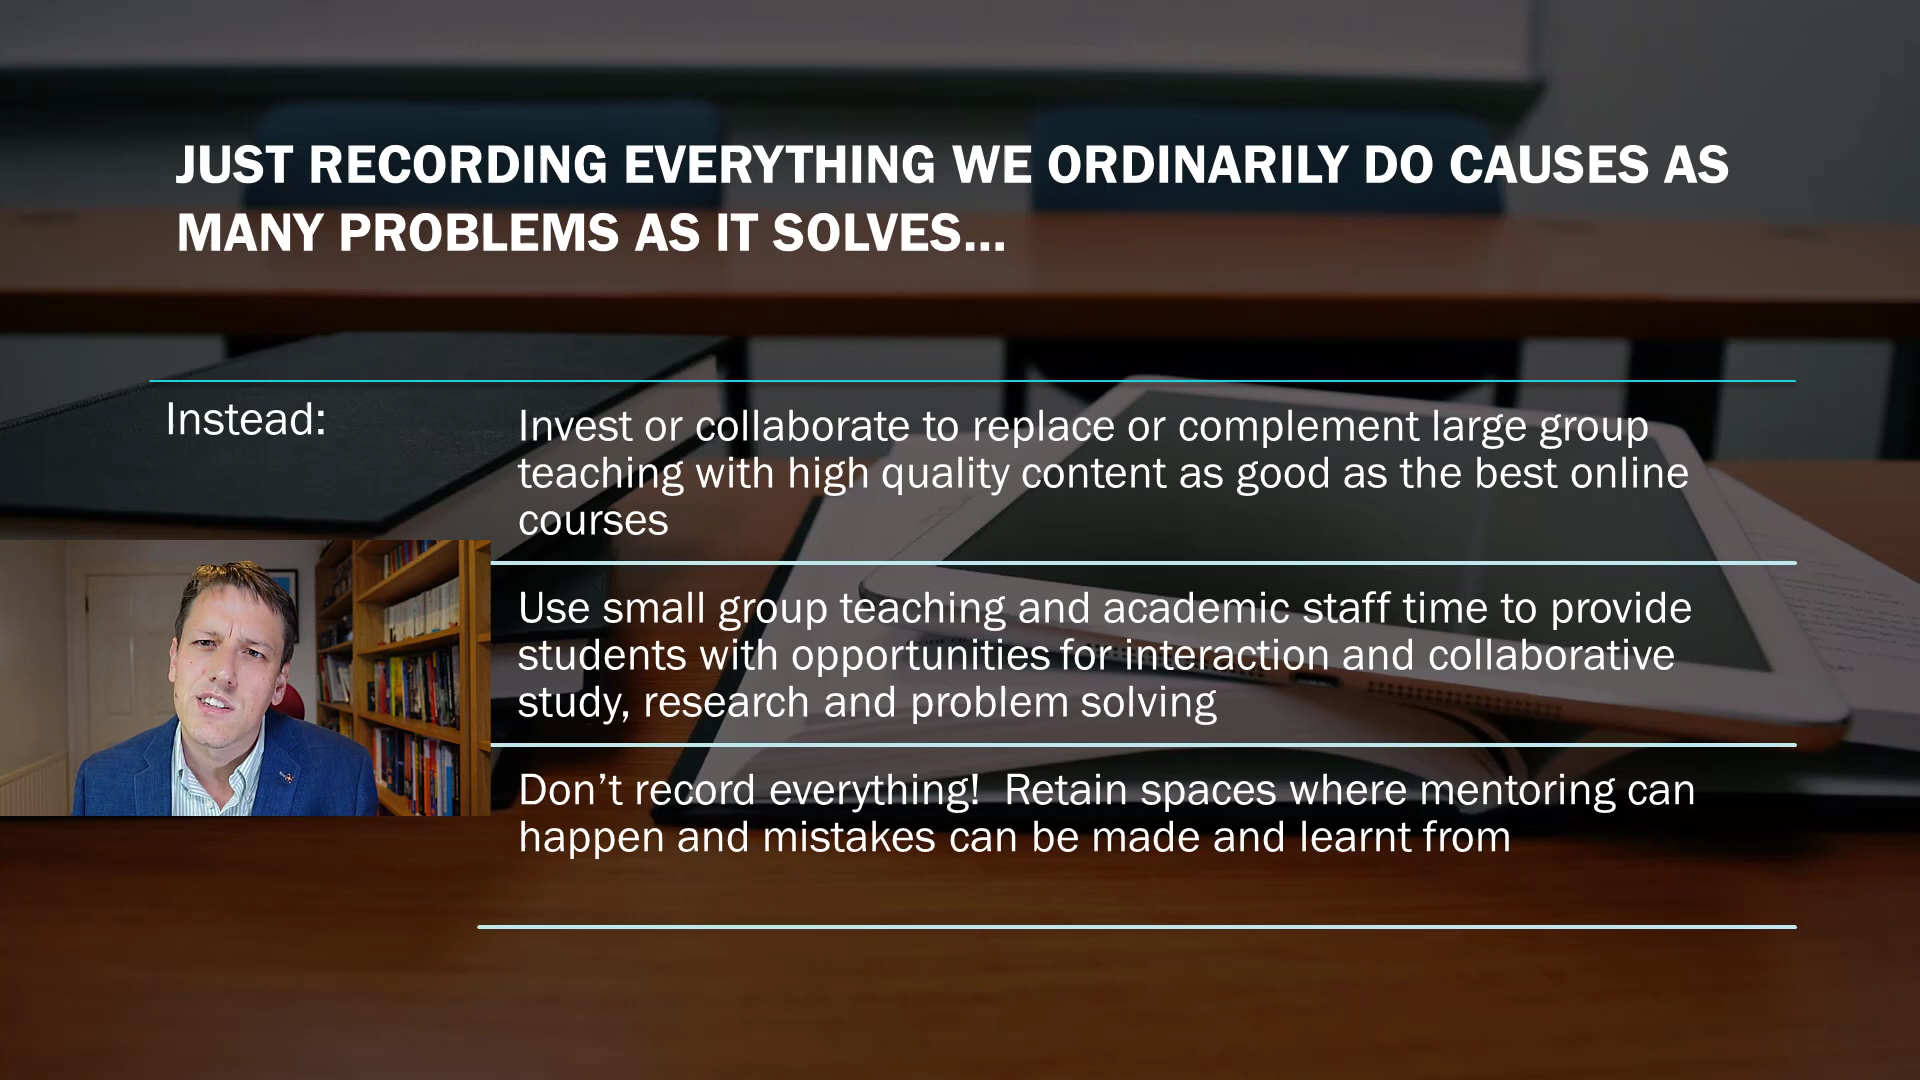 JUST RECORDING EVERYTHING WE ORDINARILY DO CAUSES AS
MANY PROBLEMS AS IT SOLVES…
Instead:
Invest or collaborate to replace or complement large group
teaching with high quality content as good as the best online
courses
Use small group teaching and academic staff time to provide
students with opportunities for interaction and collaborative
study, research and problem solving
Don’t record everything!  Retain spaces where mentoring can
happen and mistakes can be made and learnt from